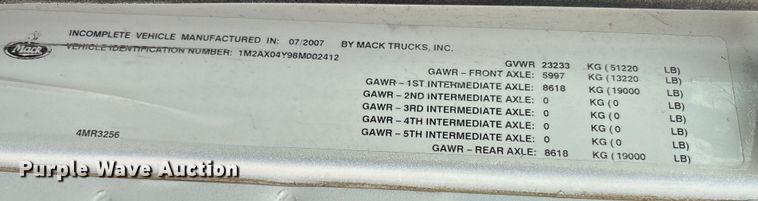 Mack
INCOMPLETE VEHICLE MANUFACTURED IN: 07/2007 BY MACK TRUCKS, INC.
VEHICLE IDENTIFICATION NUMBER: 1M2AX04Y98M002412
GVWR 23233 KG ( 51220 LB)
GAWR - FRONT AXLE: 5997 KG ( 13220 LB)
GAWR - 1ST INTERMEDIATE AXLE: 8618 KG ( 19000 LB)
GAWR - 2ND INTERMEDIATE AXLE: 0 KG ( 0 LB)
GAWR - 3RD INTERMEDIATE AXLE: 0 KG ( 0 LB)
GAWR - 4TH INTERMEDIATE AXLE: 0 KG ( 0 LB)
GAWR - 5TH INTERMEDIATE AXLE: 0 KG ( 0 LB)
GAWR - REAR AXLE: 8618 KG ( 19000 LB)
4MR3256
Purple Wave Auction